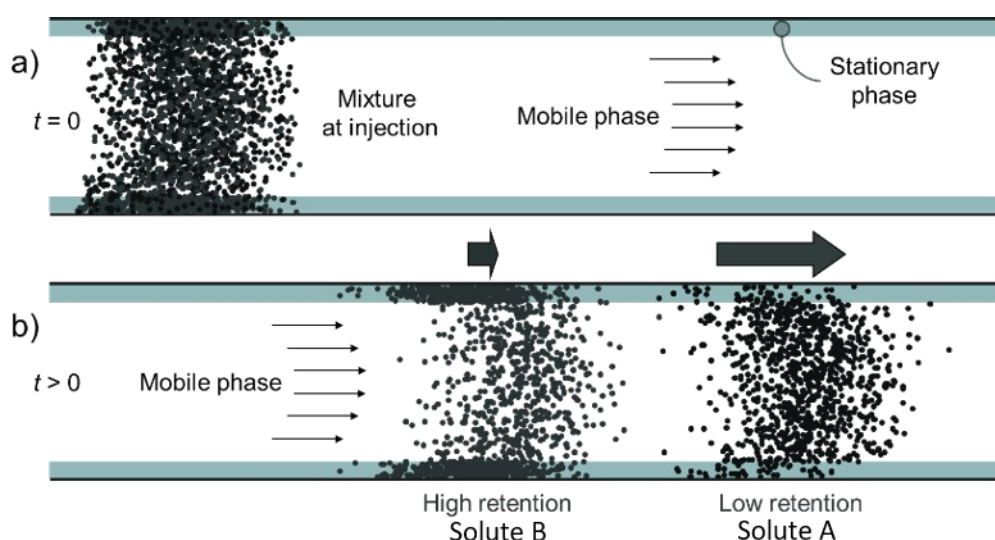 a)
t = 0
Mixture
at injection
Mobile phase
Stationary
phase
b)
t > 0
Mobile phase
High retention
Solute B
Low retention
Solute A